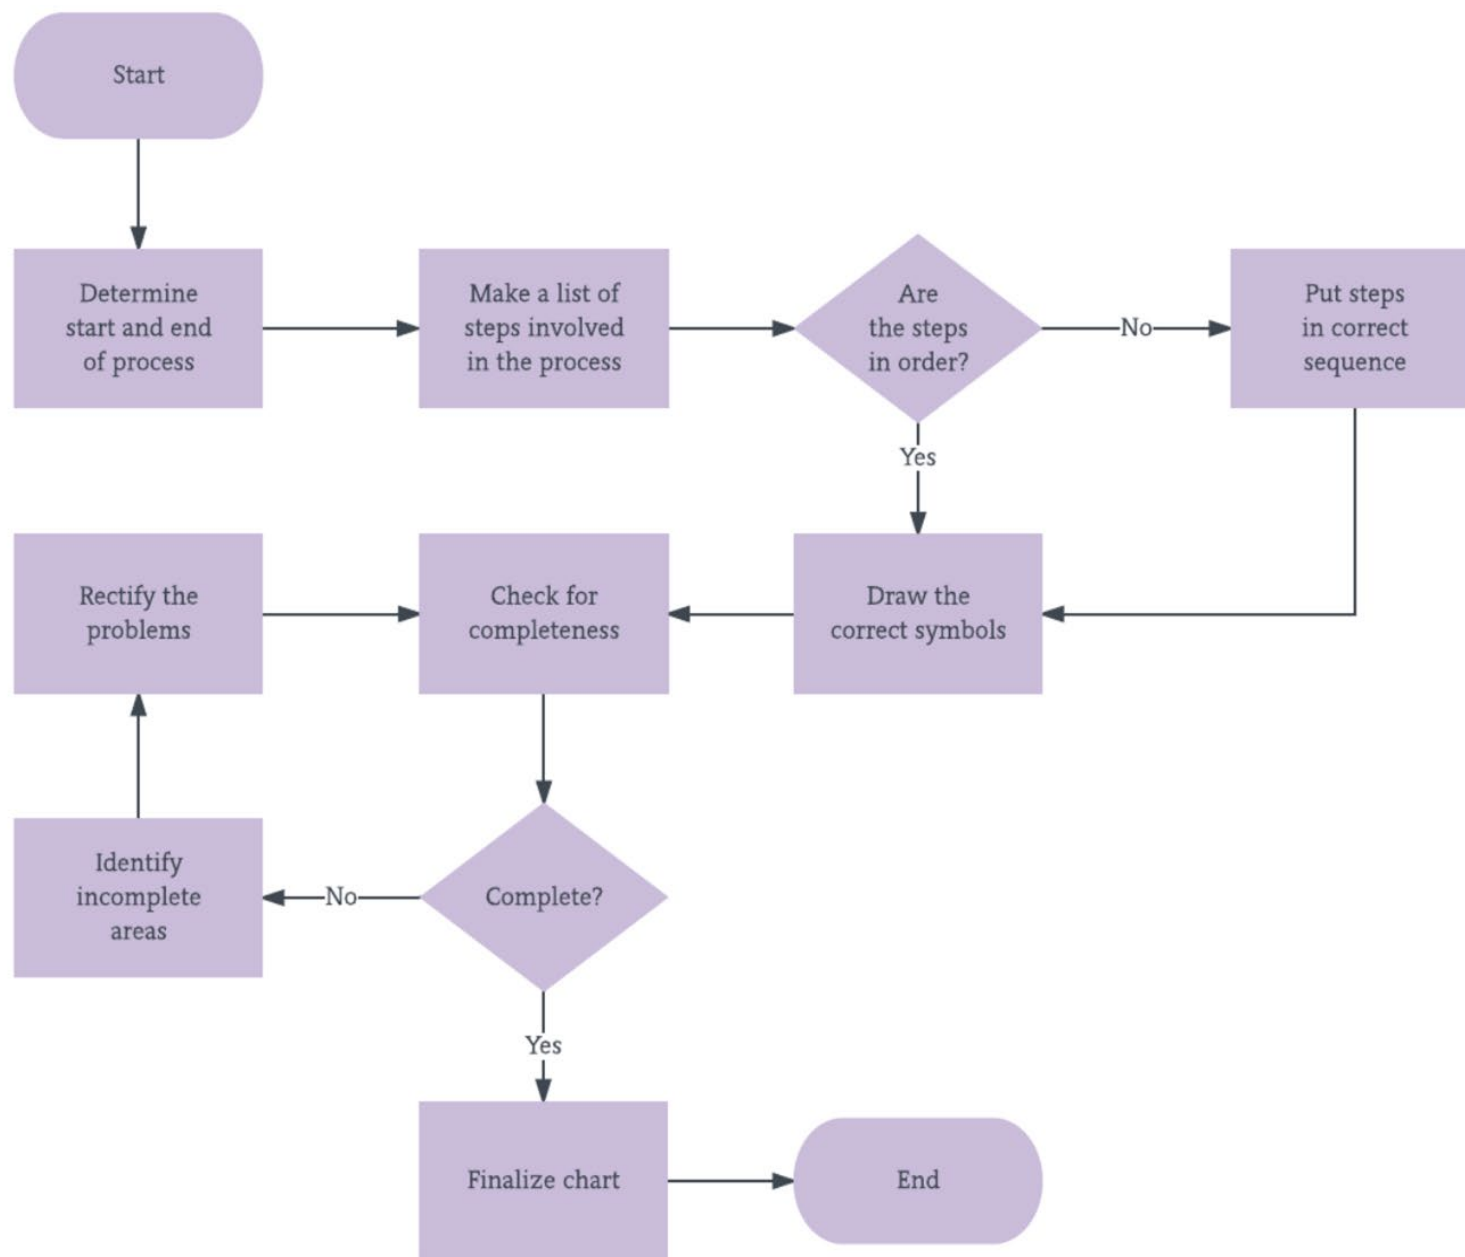 Start
Determine
start and end
of process
Make a list of
steps involved
in the process
Are
the steps
in order?
No
Put steps
in correct
sequence
Yes
Rectify the
problems
Check for
completeness
Draw the
correct symbols
Identify
incomplete
areas
No
Complete?
Yes
Finalize chart
End